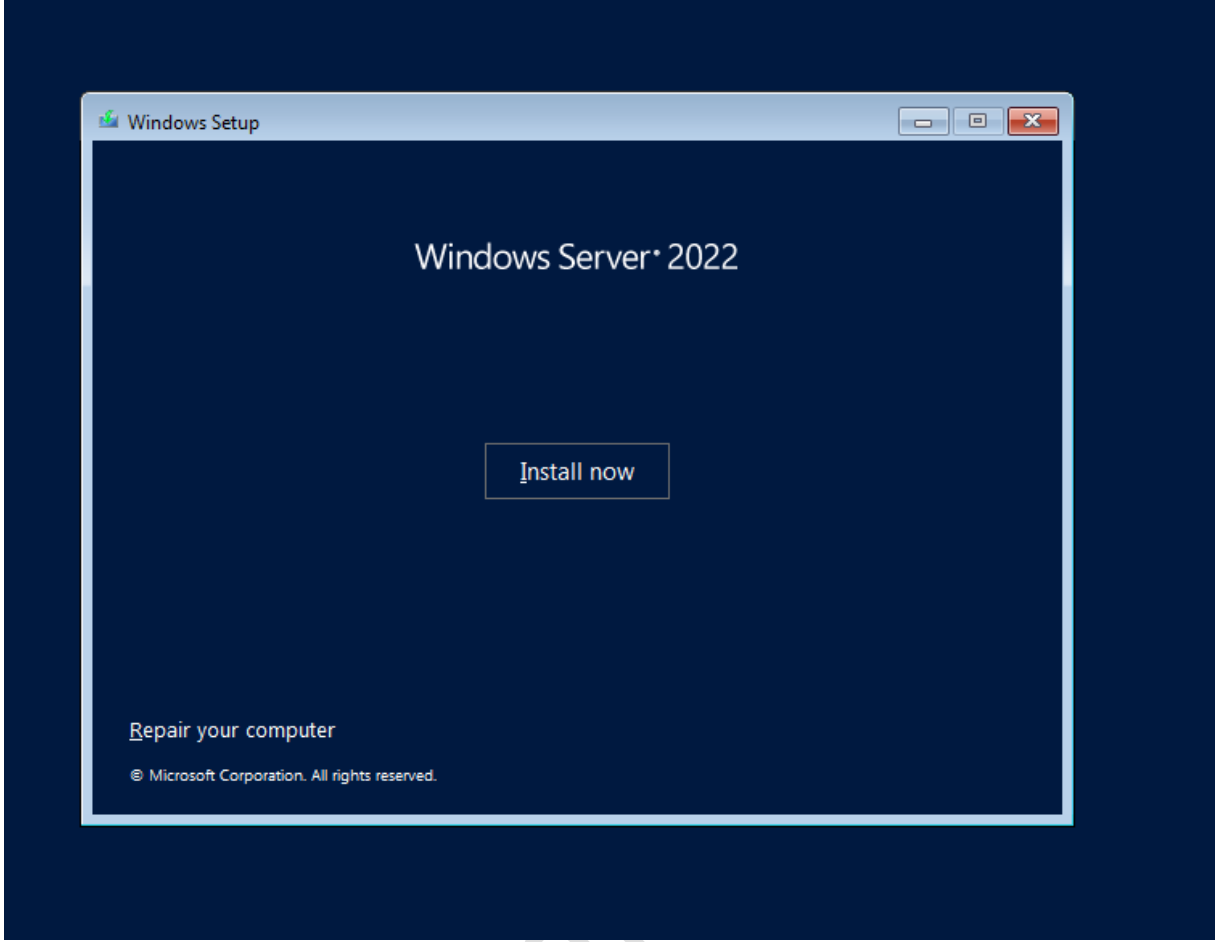 Windows Setup
Windows Server® 2022
Install now
Repair your computer
© Microsoft Corporation. All rights reserved.